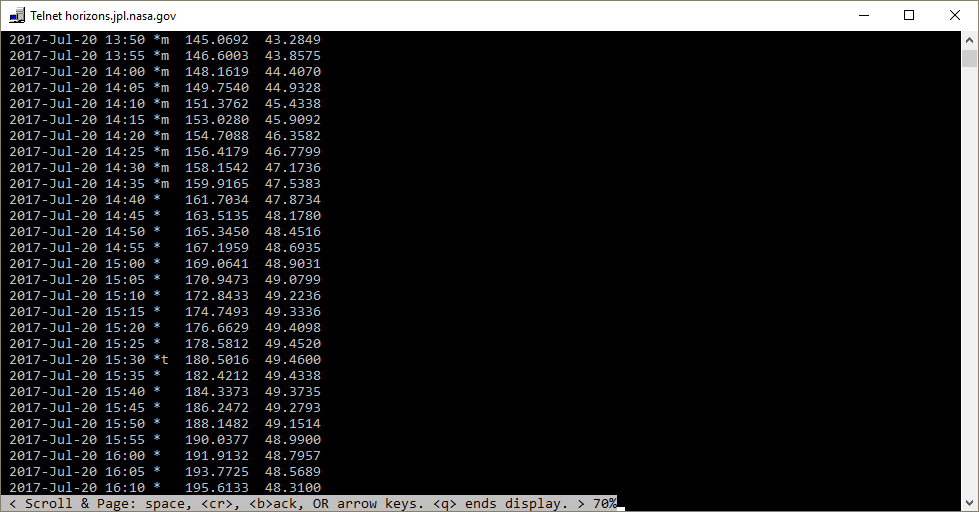 Telnet horizons.jpl.nasa.gov
2017-Jul-20 13:50 *m  145.0692  43.2849
2017-Jul-20 13:55 *m  146.6003  43.8575
2017-Jul-20 14:00 *m  148.1619  44.4070
2017-Jul-20 14:05 *m  149.7540  44.9328
2017-Jul-20 14:10 *m  151.3762  45.4338
2017-Jul-20 14:15 *m  153.0280  45.9092
2017-Jul-20 14:20 *m  154.7088  46.3582
2017-Jul-20 14:25 *m  156.4179  46.7799
2017-Jul-20 14:30 *m  158.1542  47.1736
2017-Jul-20 14:35 *m  159.9165  47.5383
2017-Jul-20 14:40 *   161.7034  47.8734
2017-Jul-20 14:45 *   163.5135  48.1780
2017-Jul-20 14:50 *   165.3450  48.4516
2017-Jul-20 14:55 *   167.1959  48.6935
2017-Jul-20 15:00 *   169.0641  48.9031
2017-Jul-20 15:05 *   170.9473  49.0799
2017-Jul-20 15:10 *   172.8433  49.2236
2017-Jul-20 15:15 *   174.7493  49.3336
2017-Jul-20 15:20 *   176.6629  49.4098
2017-Jul-20 15:25 *   178.5812  49.4520
2017-Jul-20 15:30 *t  180.5016  49.4600
2017-Jul-20 15:35 *   182.4212  49.4338
2017-Jul-20 15:40 *   184.3373  49.3735
2017-Jul-20 15:45 *   186.2472  49.2793
2017-Jul-20 15:50 *   188.1482  49.1514
2017-Jul-20 15:55 *   190.0377  48.9900
2017-Jul-20 16:00 *   191.9132  48.7957
2017-Jul-20 16:05 *   193.7725  48.5689
2017-Jul-20 16:10 *   195.6133  48.3100
< Scroll & Page: space, <cr>, <b>ack, OR arrow keys. <q> ends display. > 70%